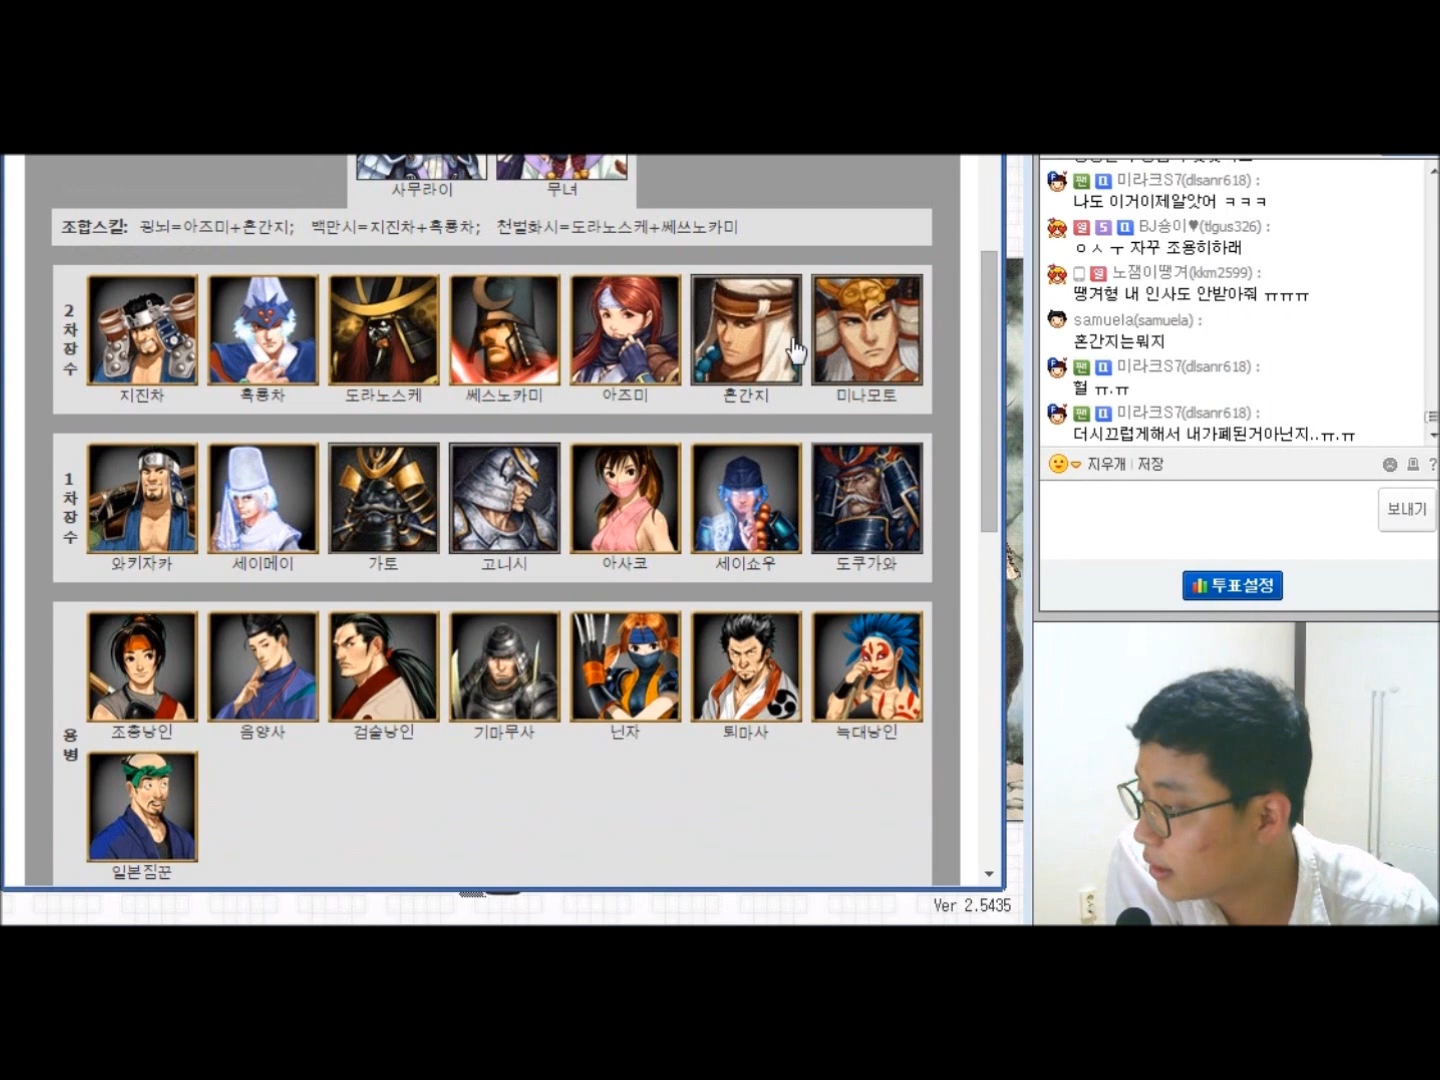 사무라이 무녀
조합스킬: 굉뇌=아즈미+혼간지; 백만시=지진차+흑룡차; 천벌화시=도라노스케+쎄쓰노카미
2차장수
지진차 흑룡차 도라노스케 쎄스노카미 아즈미 혼간지 미나모토
1차장수
와키자카 세이메이 가토 고니시 아사코 세이쇼우 도쿠가와
용병
조총낭인 음양사 검술낭인 기마무사 닌자 퇴마사 늑대낭인
일본짐꾼
Ver 2.5435
팬 미라크S7(dlsanr618) :
나도 이거이제알앗어 ㅋㅋㅋ
열 5 BJ숑이♥(tlgus326) :
ㅇㅅ ㅜ 자꾸 조용히하래
열 노잼이땡겨(kkm2599) :
땡겨형 내 인사도 안받아줘 ㅠㅠㅠ
samuela(samuela) :
혼간지는뭐지
팬 미라크S7(dlsanr618) :
헐 ㅠ.ㅠ
팬 미라크S7(dlsanr618) :
더시끄럽게해서 내가폐된거아닌지..ㅠ.ㅠ
지우개 | 저장
?
보내기
투표설정